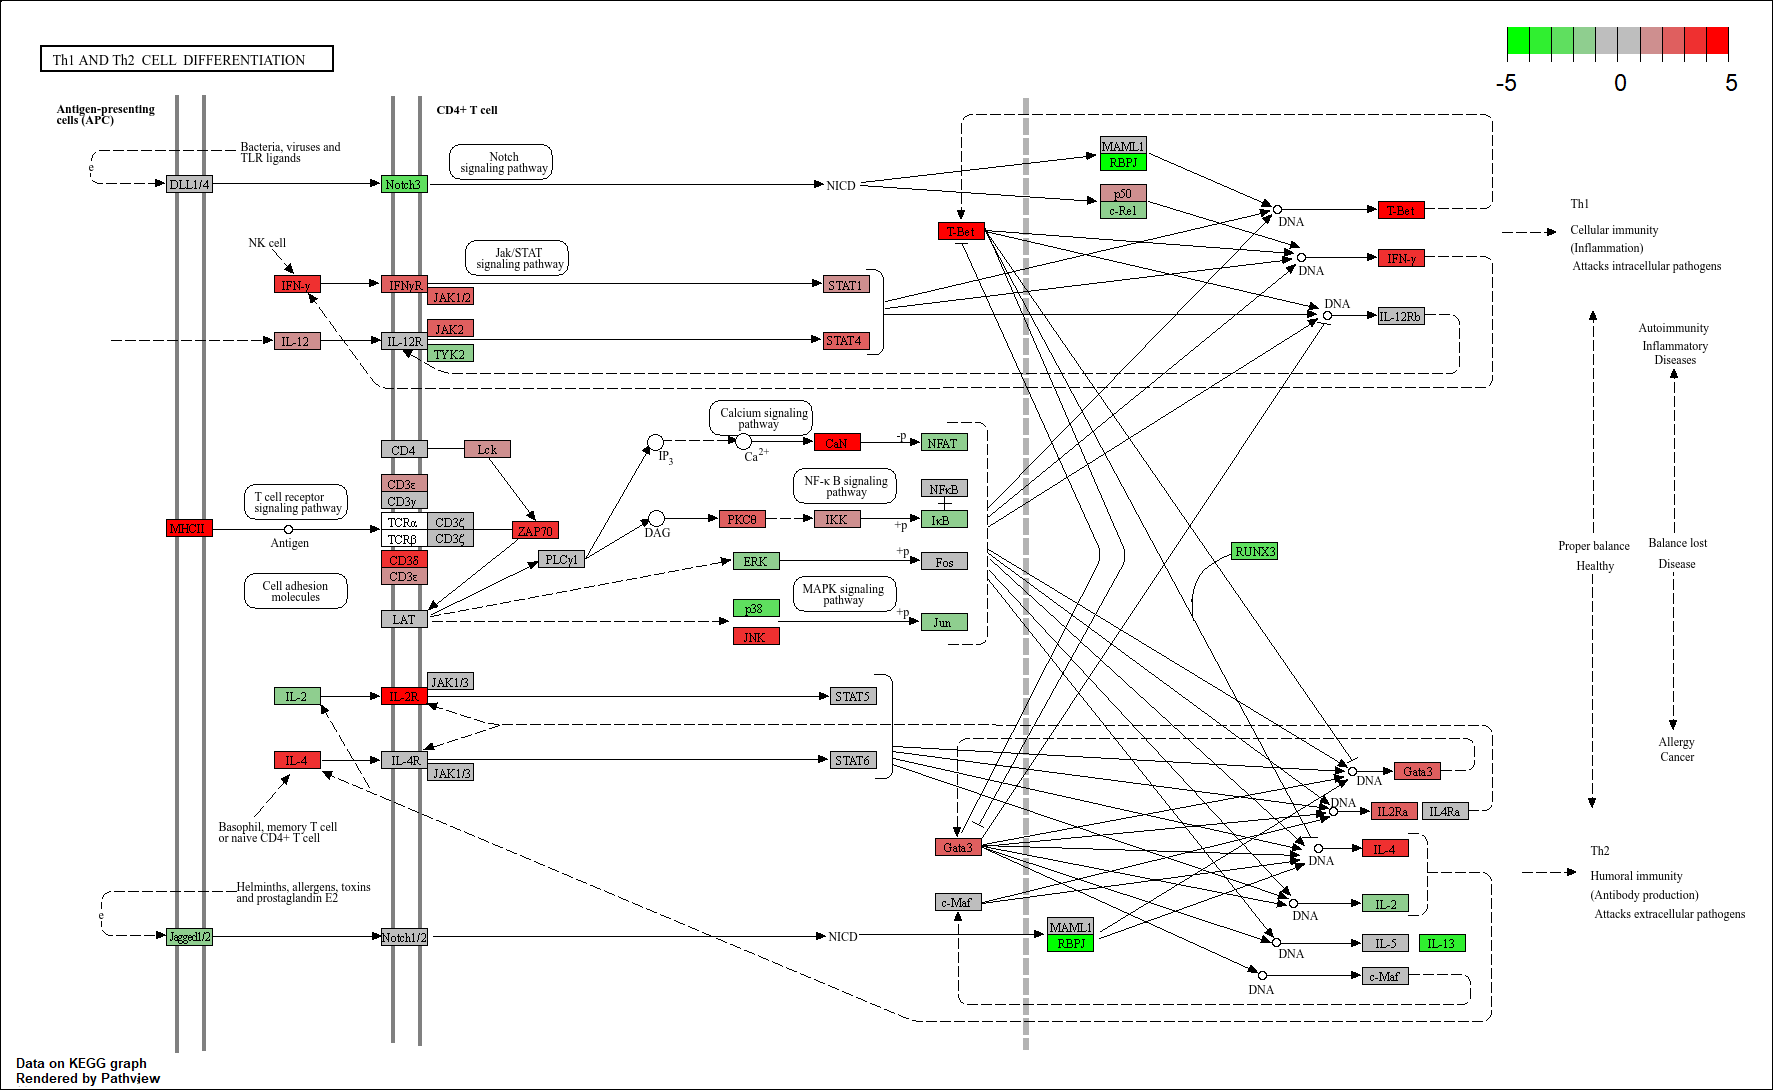 Th1 AND Th2 CELL DIFFERENTIATION
-5
0
5
Antigen-presenting
cells (APC)
CD4+ T cell
Bacteria, viruses and
TLR ligands
e
DLL1/4
Notch3
Notch
signaling pathway
NICD
MAML1
RBPJ
p50
c-Rel
DNA
T-Bet
T-Bet
NK cell
Jak/STAT
signaling pathway
IFN-γ
IFNγR
JAK1/2
STAT1
DNA
IFN-γ
IL-12
IL-12R
JAK2
TYK2
STAT4
DNA
IL-12Rb
Th1
Cellular immunity
(Inflammation)
Attacks intracellular pathogens
Autoimmunity
Inflammatory
Diseases
Calcium signaling
pathway
CD4
Lck
IP3
Ca2+
CaN
-p
NFAT
CD3ε
CD3γ
T cell receptor
signaling pathway
NF-κ B signaling
pathway
NFκB
MHCII
Antigen
TCRα
CD3ζ
TCRβ
CD3ζ
ZAP70
DAG
PKCθ
IKK
+p
IκB
CD3δ
CD3ε
PLCγ1
ERK
+p
Fos
RUNX3
Cell adhesion
molecules
MAPK signaling
pathway
LAT
p38
JNK
+p
Jun
Proper balance
Healthy
Balance lost
Disease
IL-2
IL-2R
JAK1/3
STAT5
IL-4
IL-4R
JAK1/3
STAT6
Allergy
Cancer
DNA
Gata3
DNA
IL2Ra
IL4Ra
Basophil, memory T cell
or naive CD4+ T cell
Gata3
DNA
IL-4
Th2
Humoral immunity
(Antibody production)
Attacks extracellular pathogens
Helminths, allergens, toxins
and prostaglandin E2
e
c-Maf
DNA
IL-2
Jagged1/2
Notch1/2
NICD
MAML1
RBPJ
DNA
IL-5
IL-13
DNA
c-Maf
Data on KEGG graph
Rendered by Pathview